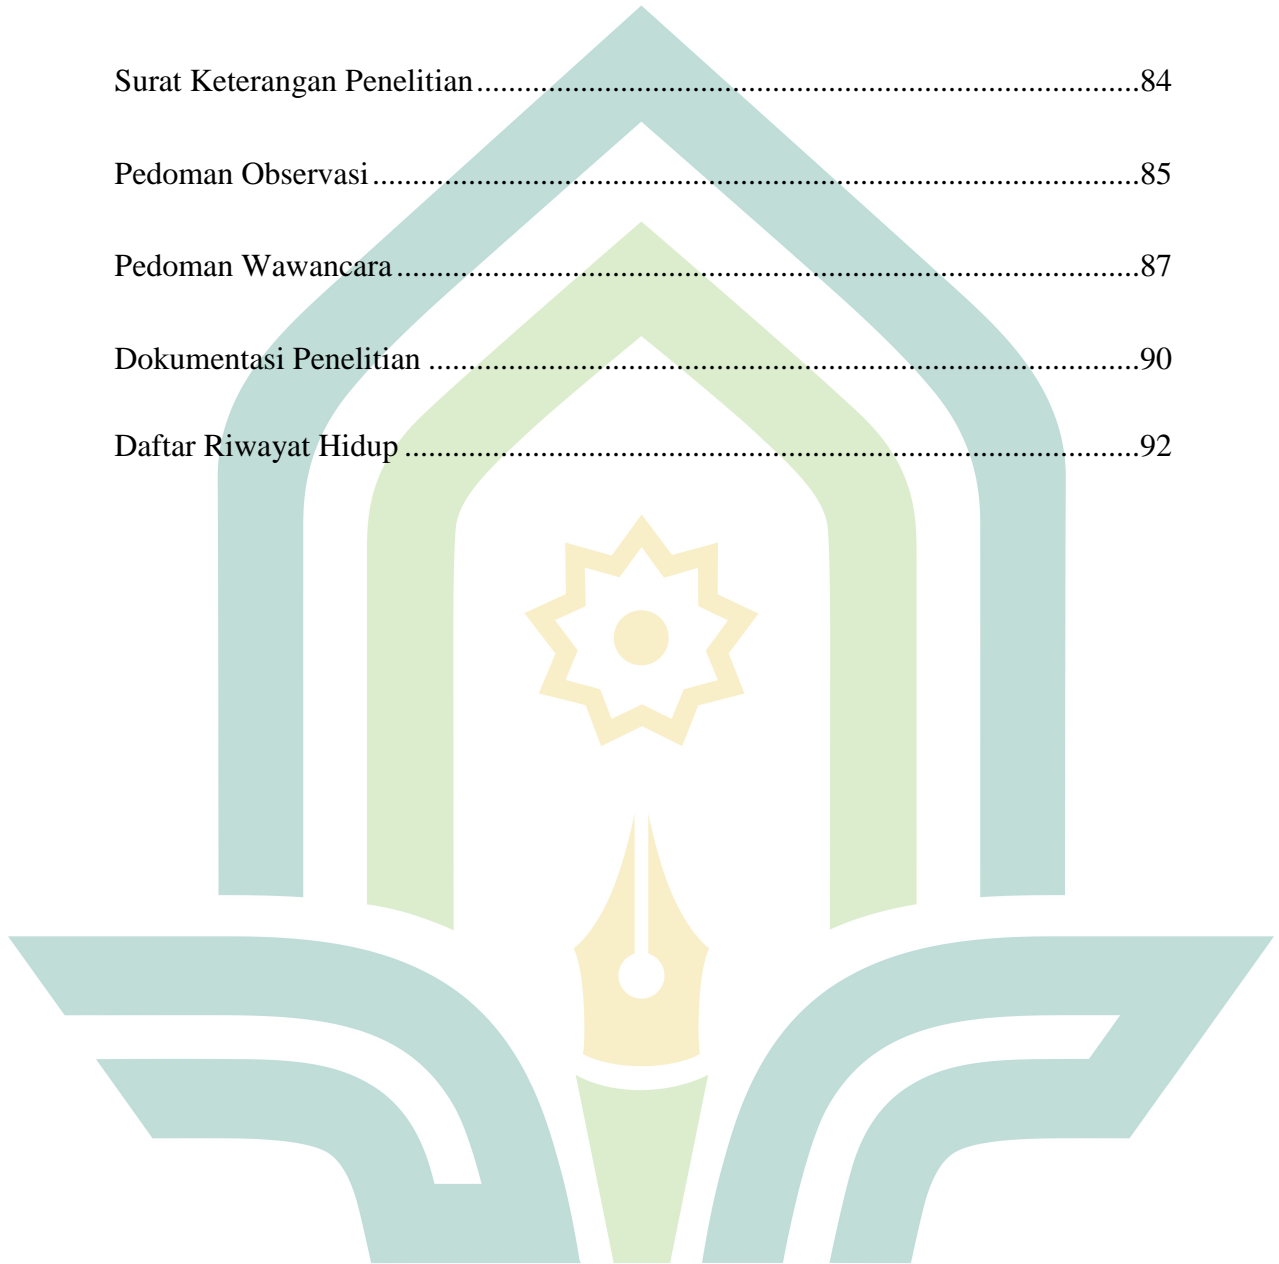 Surat Keterangan Penelitian....................................................................................84
Pedoman Observasi.................................................................................................85
Pedoman Wawancara..............................................................................................87
Dokumentasi Penelitian ..........................................................................................90
Daftar Riwayat Hidup.............................................................................................92